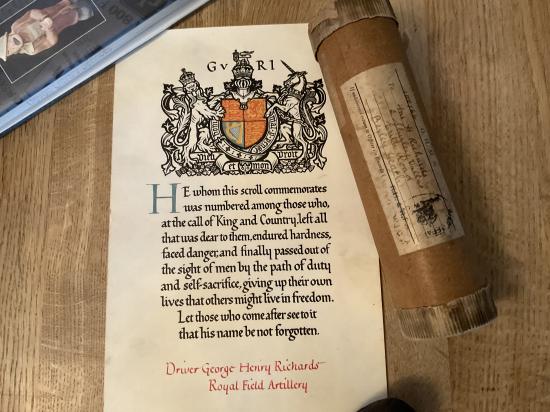 G V R I
Dieu et mon Droit
HE whom this scroll commemorates
was numbered among those who,
at the call of King and Country, left all
that was dear to them, endured hardness,
faced danger, and finally passed out of
the sight of men by the path of duty
and self-sacrifice, giving up their own
lives that others might live in freedom.
Let those who come after see to it
that his name be not forgotten.
Driver George Henry Richards
Royal Field Artillery